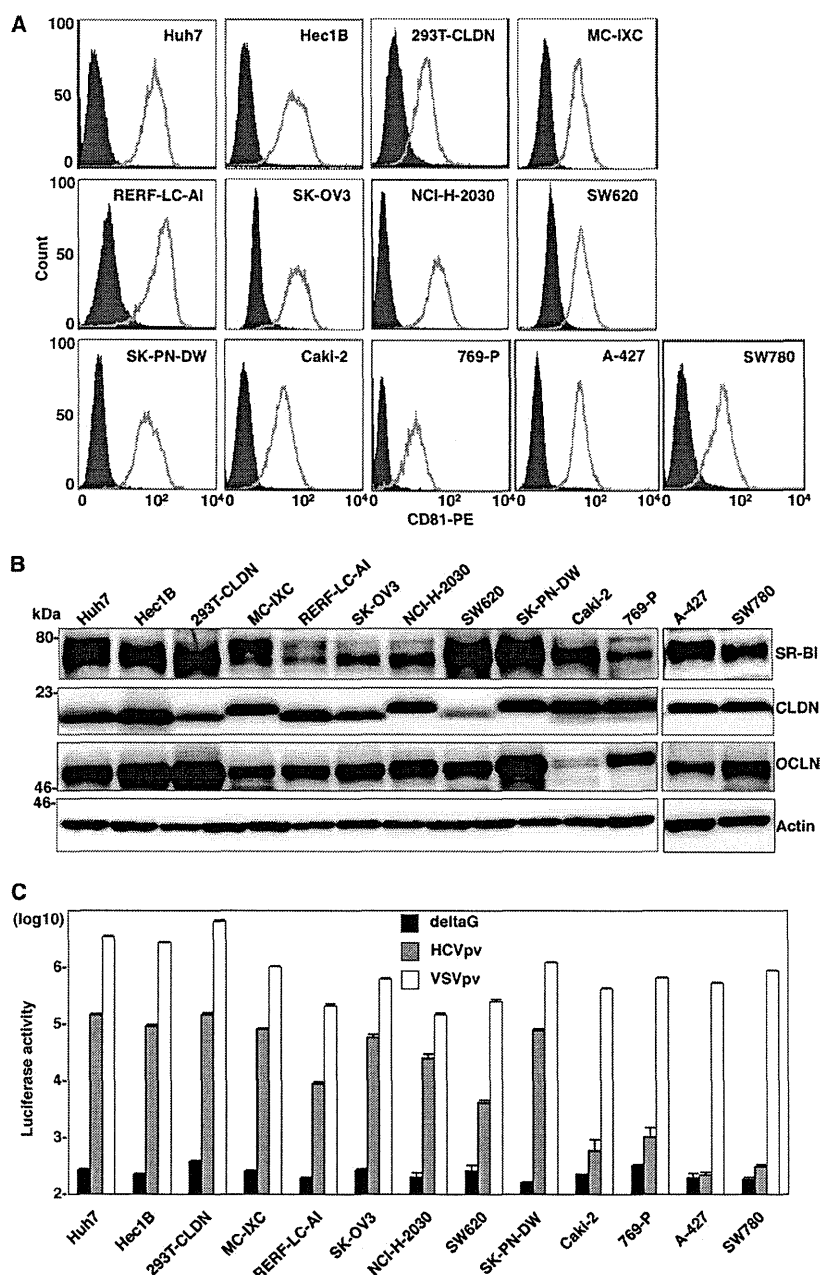 A
Huh7 Hec1B 293T-CLDN MC-IXC
100
50
0
RERF-LC-AI SK-OV3 NCI-H-2030 SW620
100
50
0
Count
SK-PN-DW Caki-2 769-P A-427 SW780
100
50
0
0 10² 10⁴ 0 10² 10⁴ 0 10² 10⁴ 0 10² 10⁴ 0 10² 10⁴
CD81-PE
B
kDa Huh7 Hec1B 293T-CLDN MC-IXC RERF-LC-AI SK-OV3 NCI-H-2030 SW620 SK-PN-DW Caki-2 769-P A-427 SW780
80- SR-BI
23- CLDN
OCLN
46-
46-
Actin
C
(log10)
deltaG
HCVpv
VSVpv
6-
5-
4-
3-
2-
Luciferase activity
Huh7 Hec1B 293T-CLDN MC-IXC RERF-LC-AI SK-OV3 NCI-H-2030 SW620 SK-PN-DW Caki-2 769-P A-427 SW780